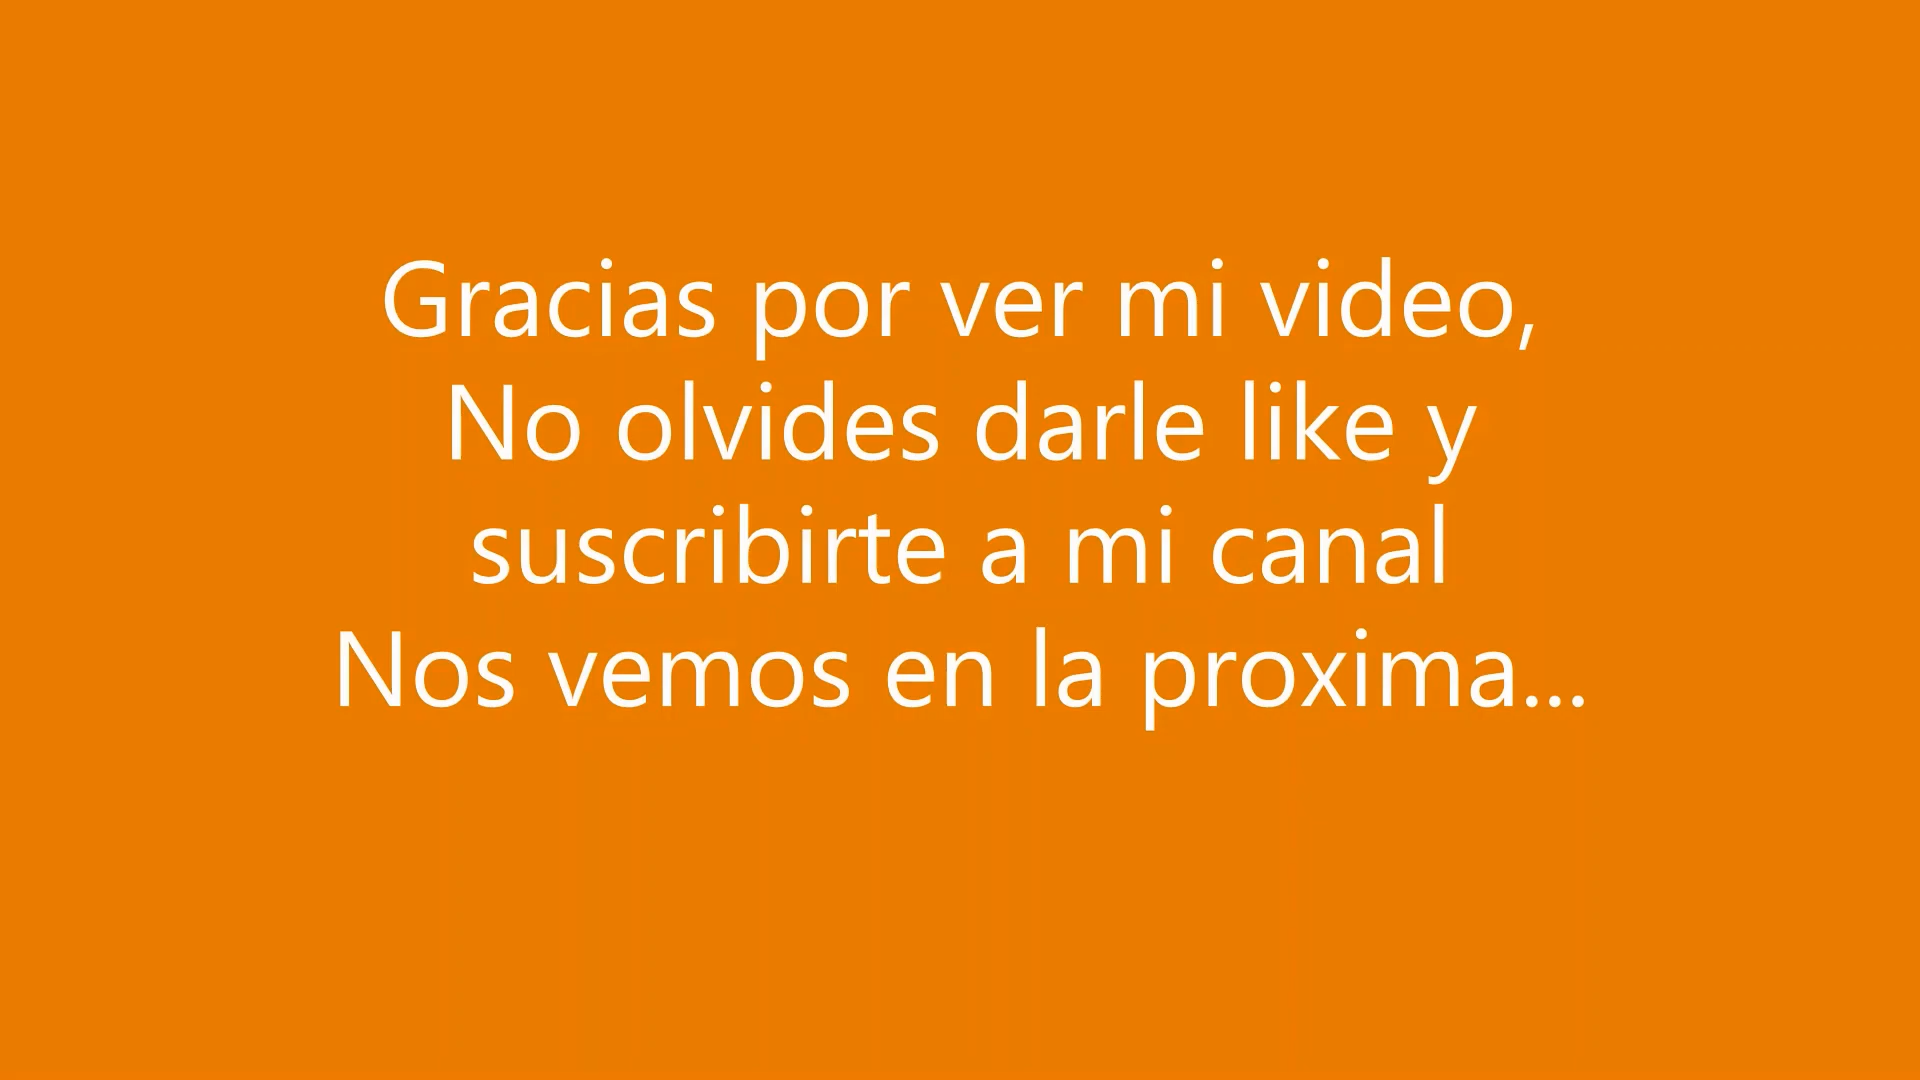 Gracias por ver mi video,
No olvides darle like y
suscribirte a mi canal
Nos vemos en la proxima...